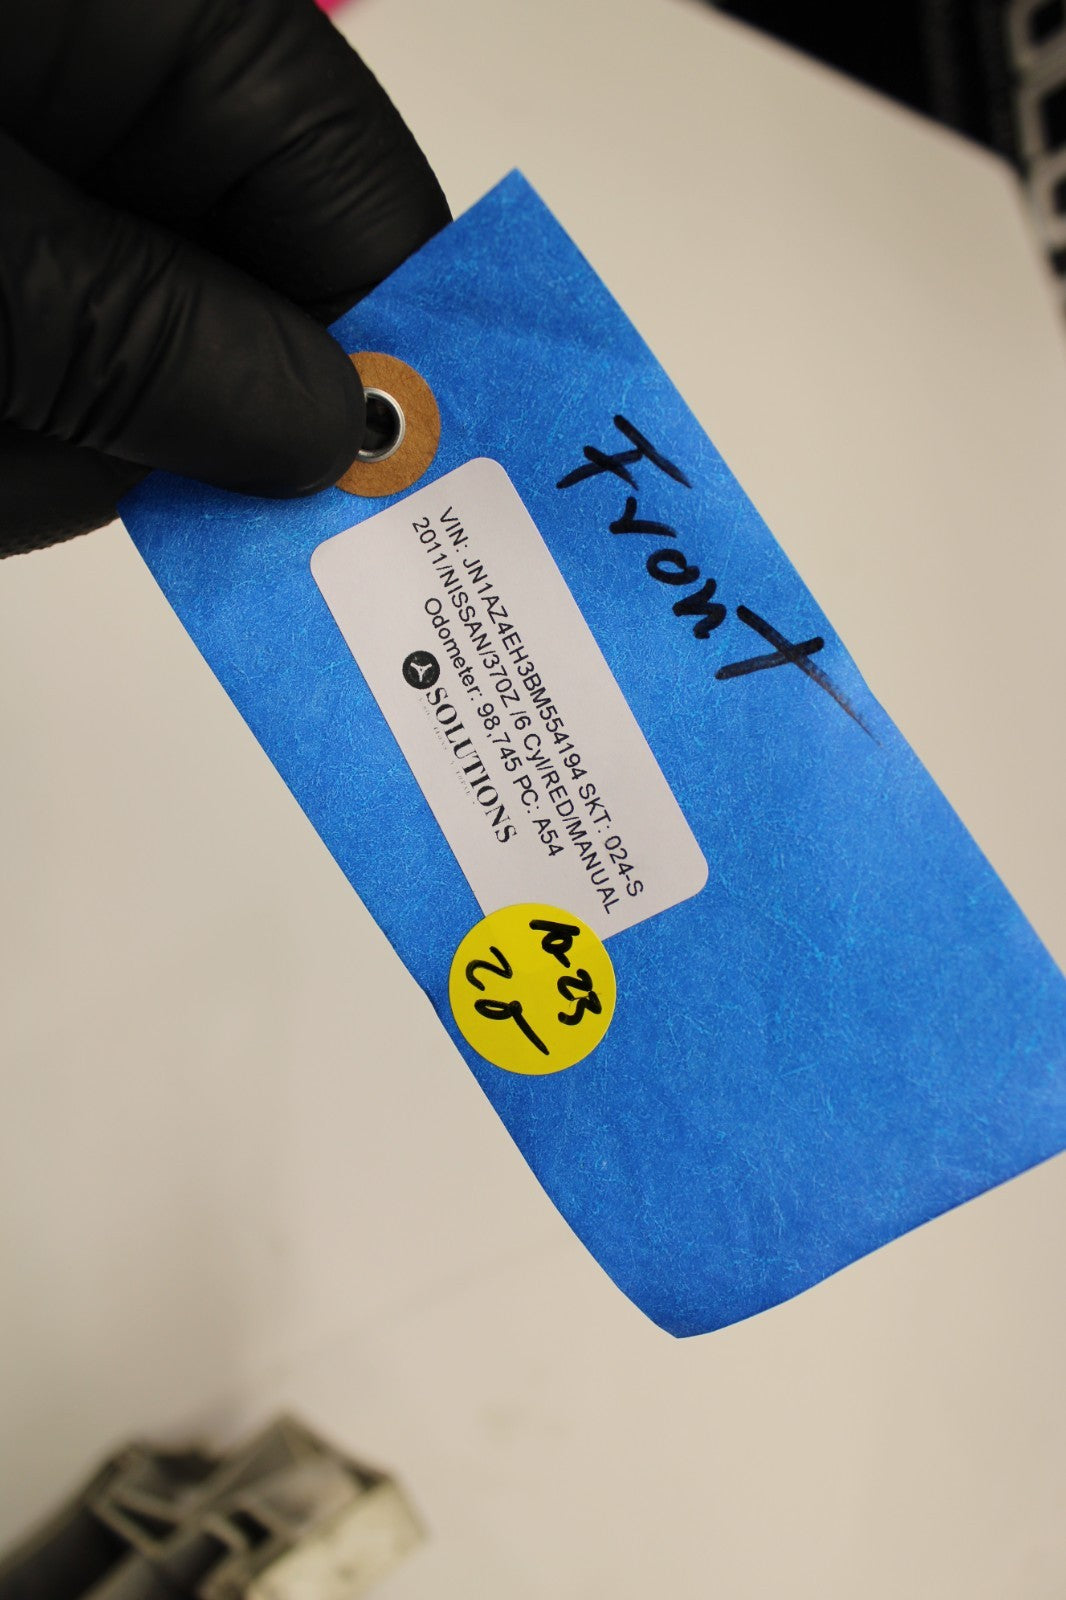 Front
VIN: JN1AZ4EH3BM554194 SKT: 024-S
2011/NISSAN/370Z /6 Cyl/RED/MANUAL
Odometer: 98,745 PC: A54
SOLUTIONS
10-23